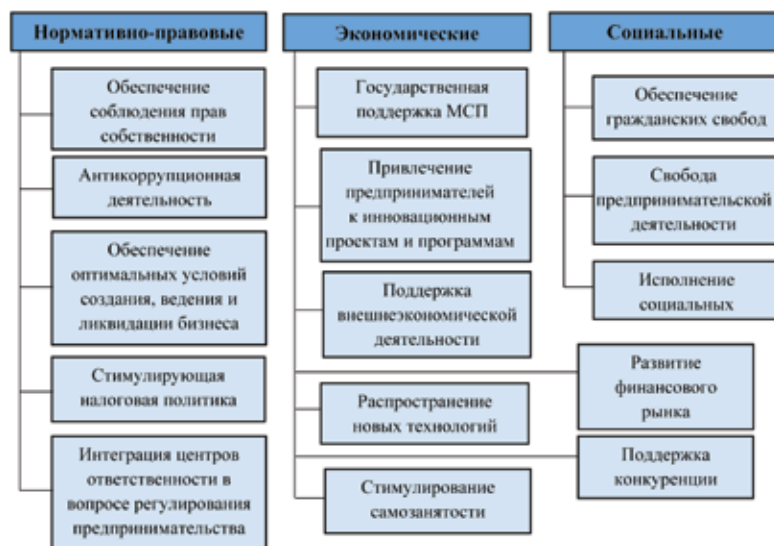 Нормативно-правовые
Обеспечение
соблюдения прав
собственности
Антикоррупционная
деятельность
Обеспечение
оптимальных условий
создания, ведения и
ликвидации бизнеса
Стимулирующая
налоговая политика
Интеграция центров
ответственности в
вопросе регулирования
предпринимательства
Экономические
Государственная
поддержка МСП
Привлечение
предпринимателей
к инновационным
проектам и программам
Поддержка
внешнеэкономической
деятельности
Распространение
новых технологий
Стимулирование
самозанятости
Развитие
финансового
рынка
Поддержка
конкуренции
Социальные
Обеспечение
гражданских свобод
Свобода
предпринимательской
деятельности
Исполнение
социальных